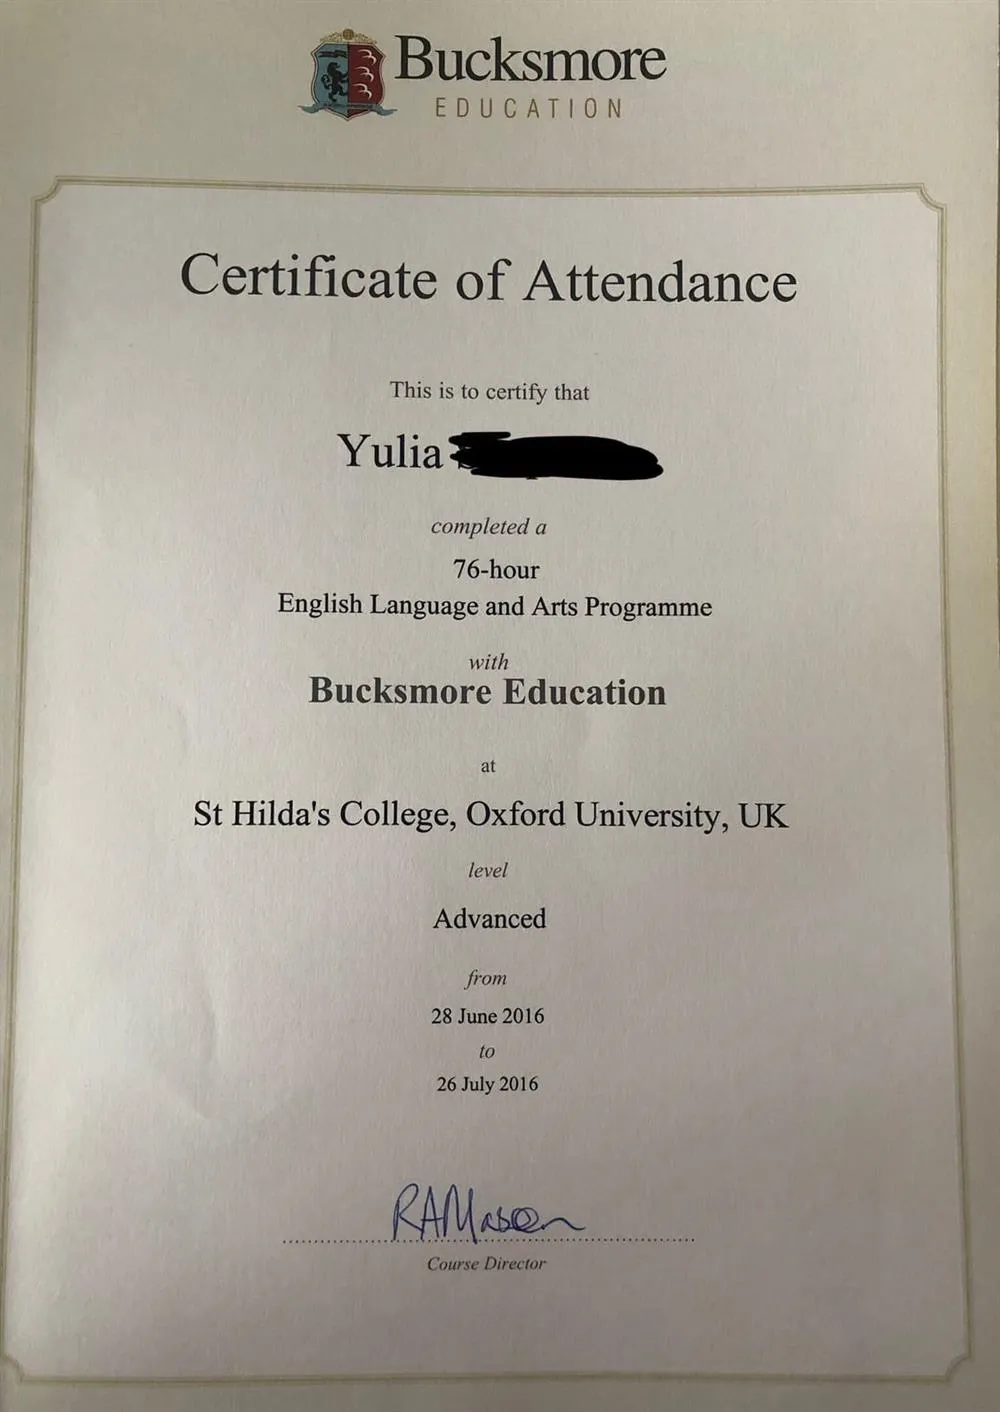 Bucksmore
EDUCATION
Certificate of Attendance
This is to certify that
Yulia
completed a
76-hour
English Language and Arts Programme
with
Bucksmore Education
at
St Hilda's College, Oxford University, UK
level
Advanced
from
28 June 2016
to
26 July 2016
Course Director